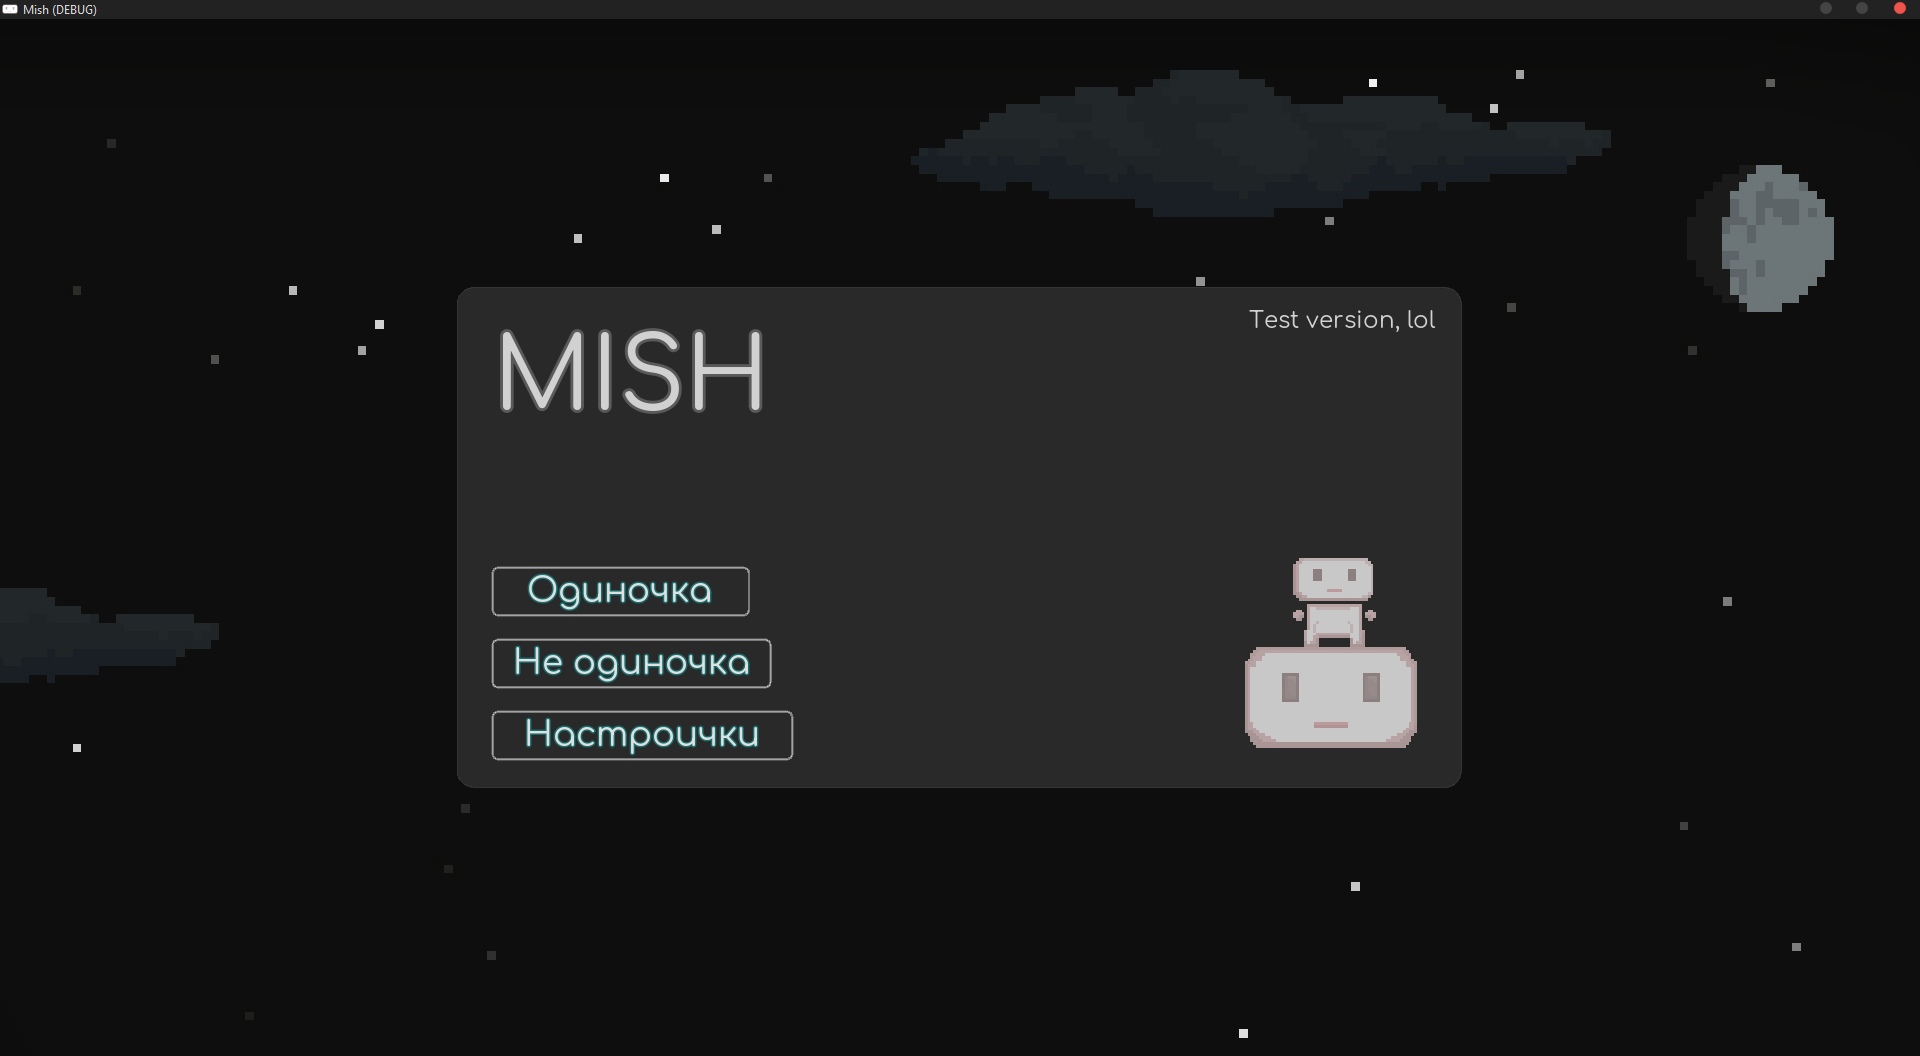 Mish (DEBUG)
Test version, lol
MISH
Одиночка
Не одиночка
Настроички